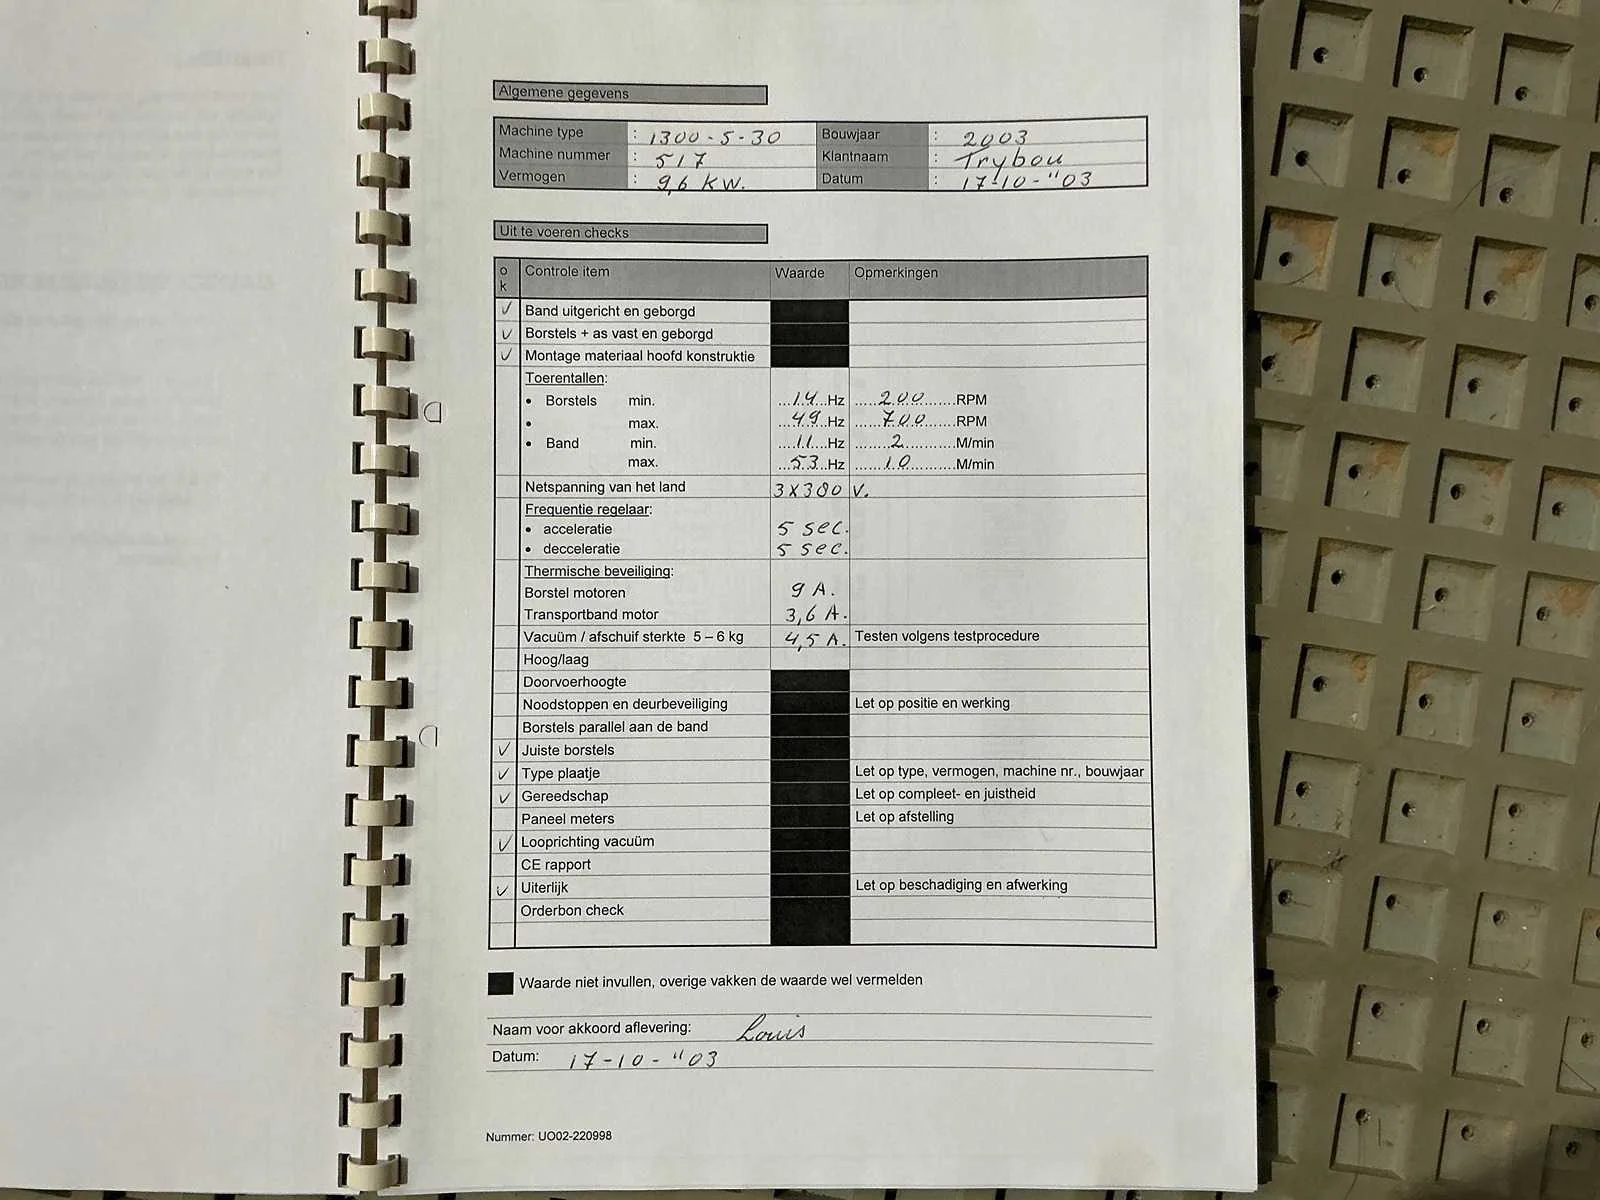 Algemene gegevens
Machine type : 1300-5-30 Bouwjaar : 2003
Machine nummer : 517 Klantnaam : Trybou
Vermogen : 9,6 KW. Datum : 17-10-"03
Uit te voeren checks
ok Controle item Waarde Opmerkingen
✓ Band uitgericht en geborgd
✓ Borstels + as vast en geborgd
✓ Montage materiaal hoofd konstruktie
Toerentallen:
• Borstels min. ...14...Hz .....200.......RPM
• max. ...49...Hz ......700......RPM
• Band min. ...11...Hz ......2..........M/min
max. ...53...Hz ......10.........M/min
Netspanning van het land 3x380 V.
Frequentie regelaar:
• acceleratie 5 sec.
• decceleratie 5 sec.
Thermische beveiliging:
Borstel motoren 9 A.
Transportband motor 3,6 A.
Vacuüm / afschuif sterkte 5 – 6 kg 4,5 A. Testen volgens testprocedure
Hoog/laag
Doorvoerhoogte
Noodstoppen en deurbeveiliging Let op positie en werking
Borstels parallel aan de band
✓ Juiste borstels
✓ Type plaatje Let op type, vermogen, machine nr., bouwjaar
✓ Gereedschap Let op compleet- en juistheid
Paneel meters Let op afstelling
✓ Looprichting vacuüm
CE rapport
✓ Uiterlijk Let op beschadiging en afwerking
Orderbon check
Waarde niet invullen, overige vakken de waarde wel vermelden
Naam voor akkoord aflevering: Louis
Datum: 17-10-"03
Nummer: UO02-220998